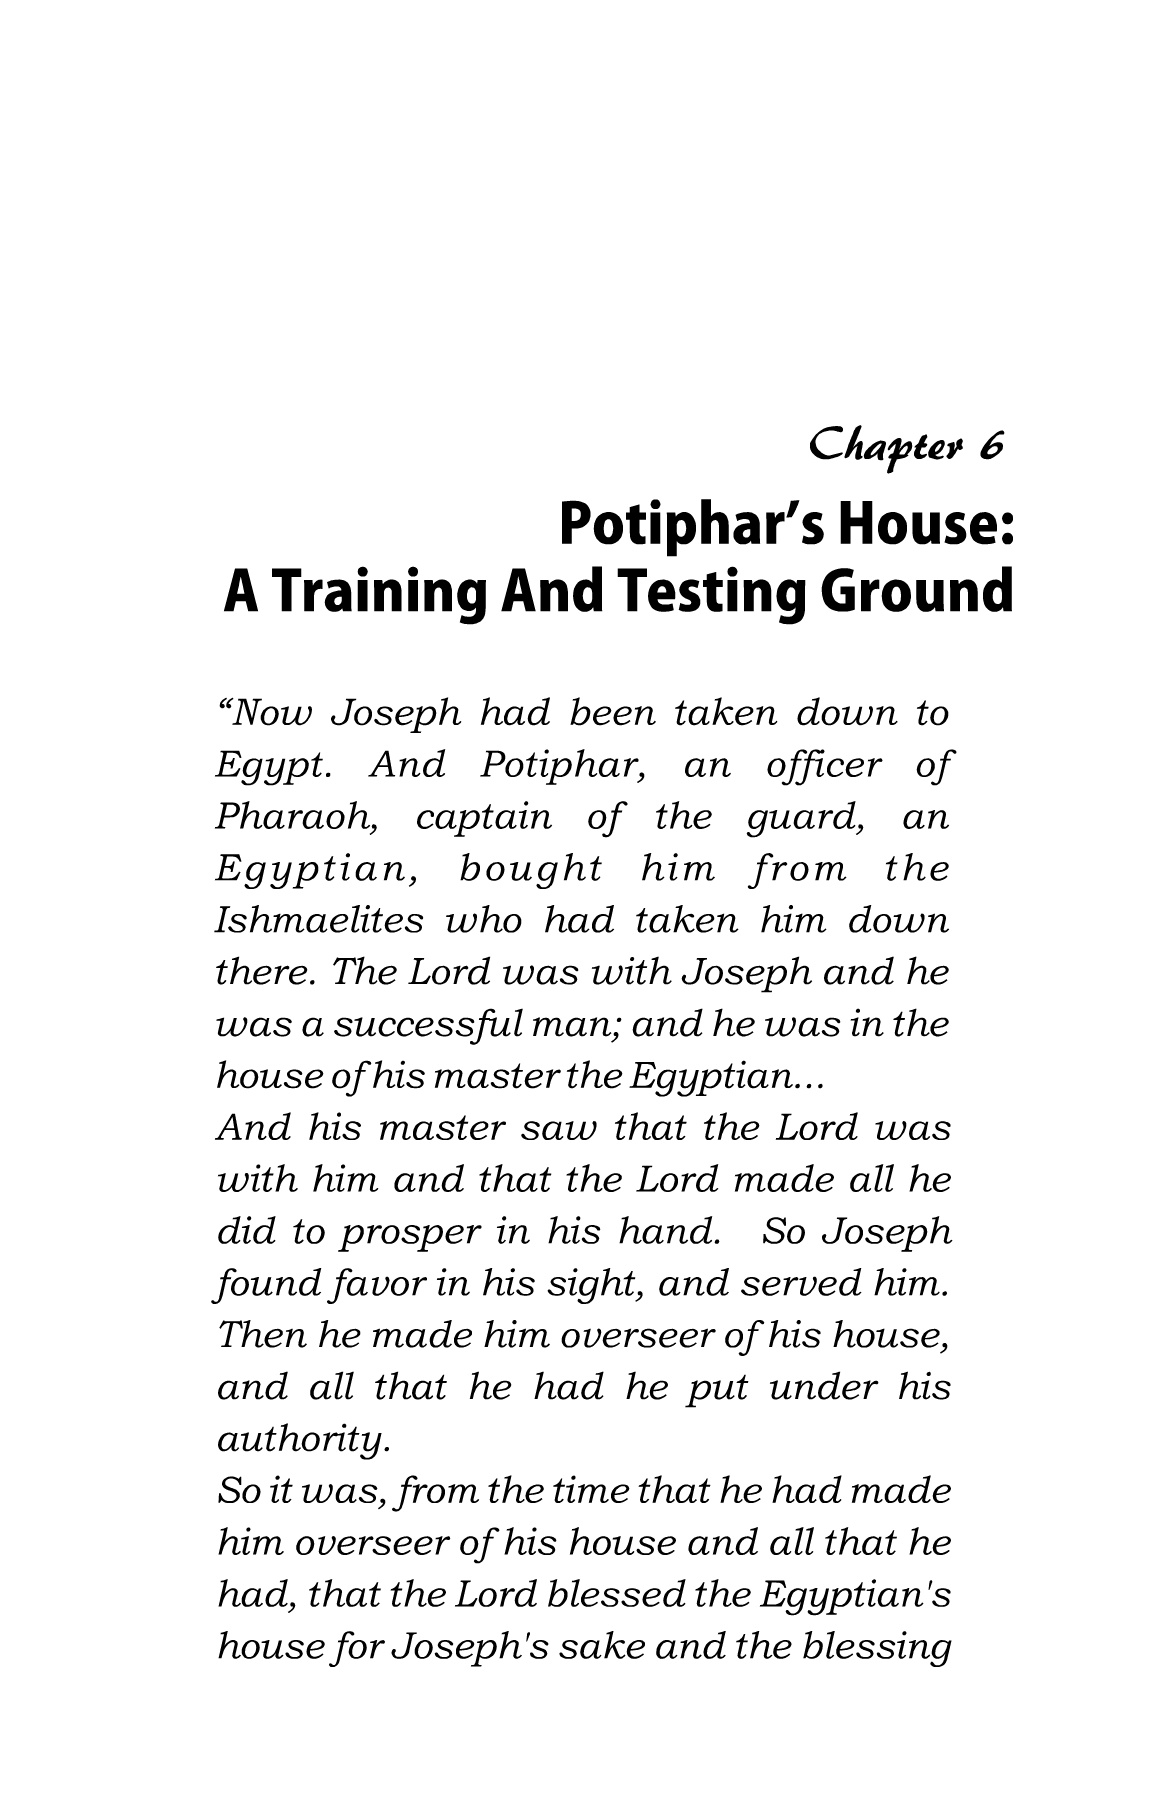 Chapter 6
Potiphar’s House:
A Training And Testing Ground
“Now Joseph had been taken down to
Egypt. And Potiphar, an officer of
Pharaoh, captain of the guard, an
Egyptian, bought him from the
Ishmaelites who had taken him down
there. The Lord was with Joseph and he
was a successful man; and he was in the
house of his master the Egyptian...
And his master saw that the Lord was
with him and that the Lord made all he
did to prosper in his hand.  So Joseph
found favor in his sight, and served him.
Then he made him overseer of his house,
and all that he had he put under his
authority.
So it was, from the time that he had made
him overseer of his house and all that he
had, that the Lord blessed the Egyptian's
house for Joseph's sake and the blessing